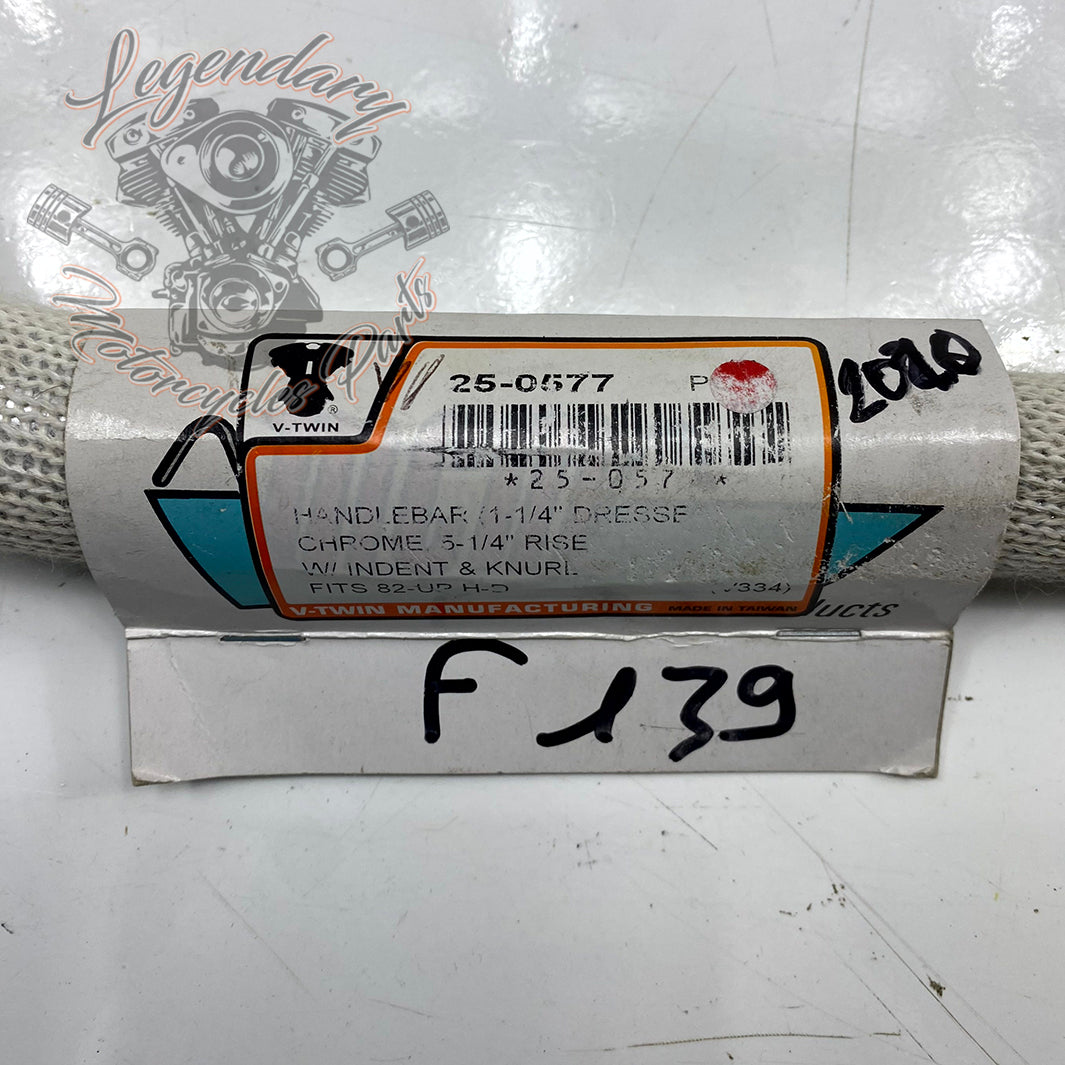 Legendary
Motorcycles Parts
25-0577 P
2020
® V-TWIN
*25-057 *
HANDLEBAR (1-1/4" DRESSE
CHROME, 5-1/4" RISE
W/ INDENT & KNURL
FITS 82-UP H-D
V-TWIN MANUFACTURING MADE IN TAIWAN
ducts
F 139